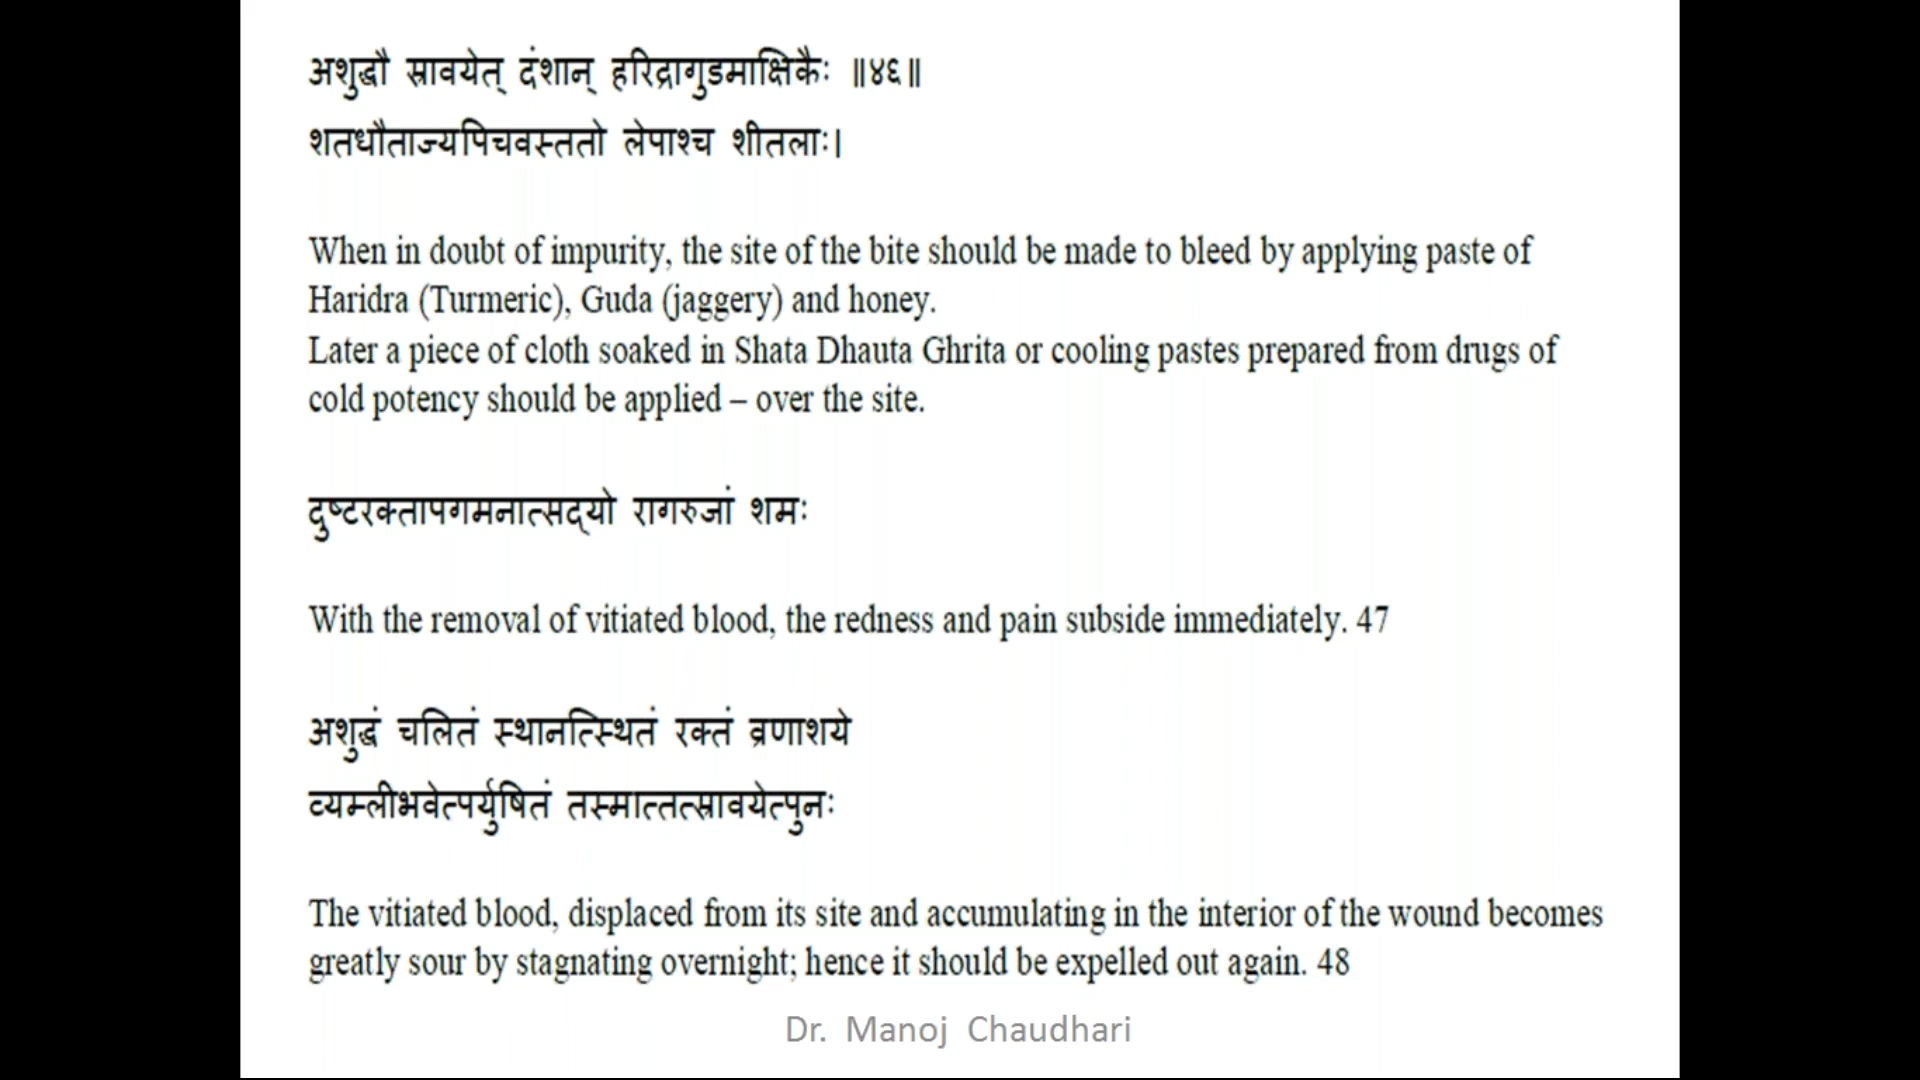 अशुद्धौ स्रावयेत् दंशान् हरिद्रागुडमाक्षिकैः ॥४६॥
शतधौताज्यपिचवस्ततो लेपाश्च शीतलाः।
When in doubt of impurity, the site of the bite should be made to bleed by applying paste of
Haridra (Turmeric), Guda (jaggery) and honey.
Later a piece of cloth soaked in Shata Dhauta Ghrita or cooling pastes prepared from drugs of
cold potency should be applied – over the site.
दुष्टरक्तापगमनात्सद्यो रागरुजां शमः
With the removal of vitiated blood, the redness and pain subside immediately. 47
अशुद्धं चलितं स्थानत्स्थितं रक्तं व्रणाशये
व्यम्लीभवेत्पर्युषितं तस्मात्तत्स्रावयेत्पुनः
The vitiated blood, displaced from its site and accumulating in the interior of the wound becomes
greatly sour by stagnating overnight; hence it should be expelled out again. 48
Dr. Manoj Chaudhari